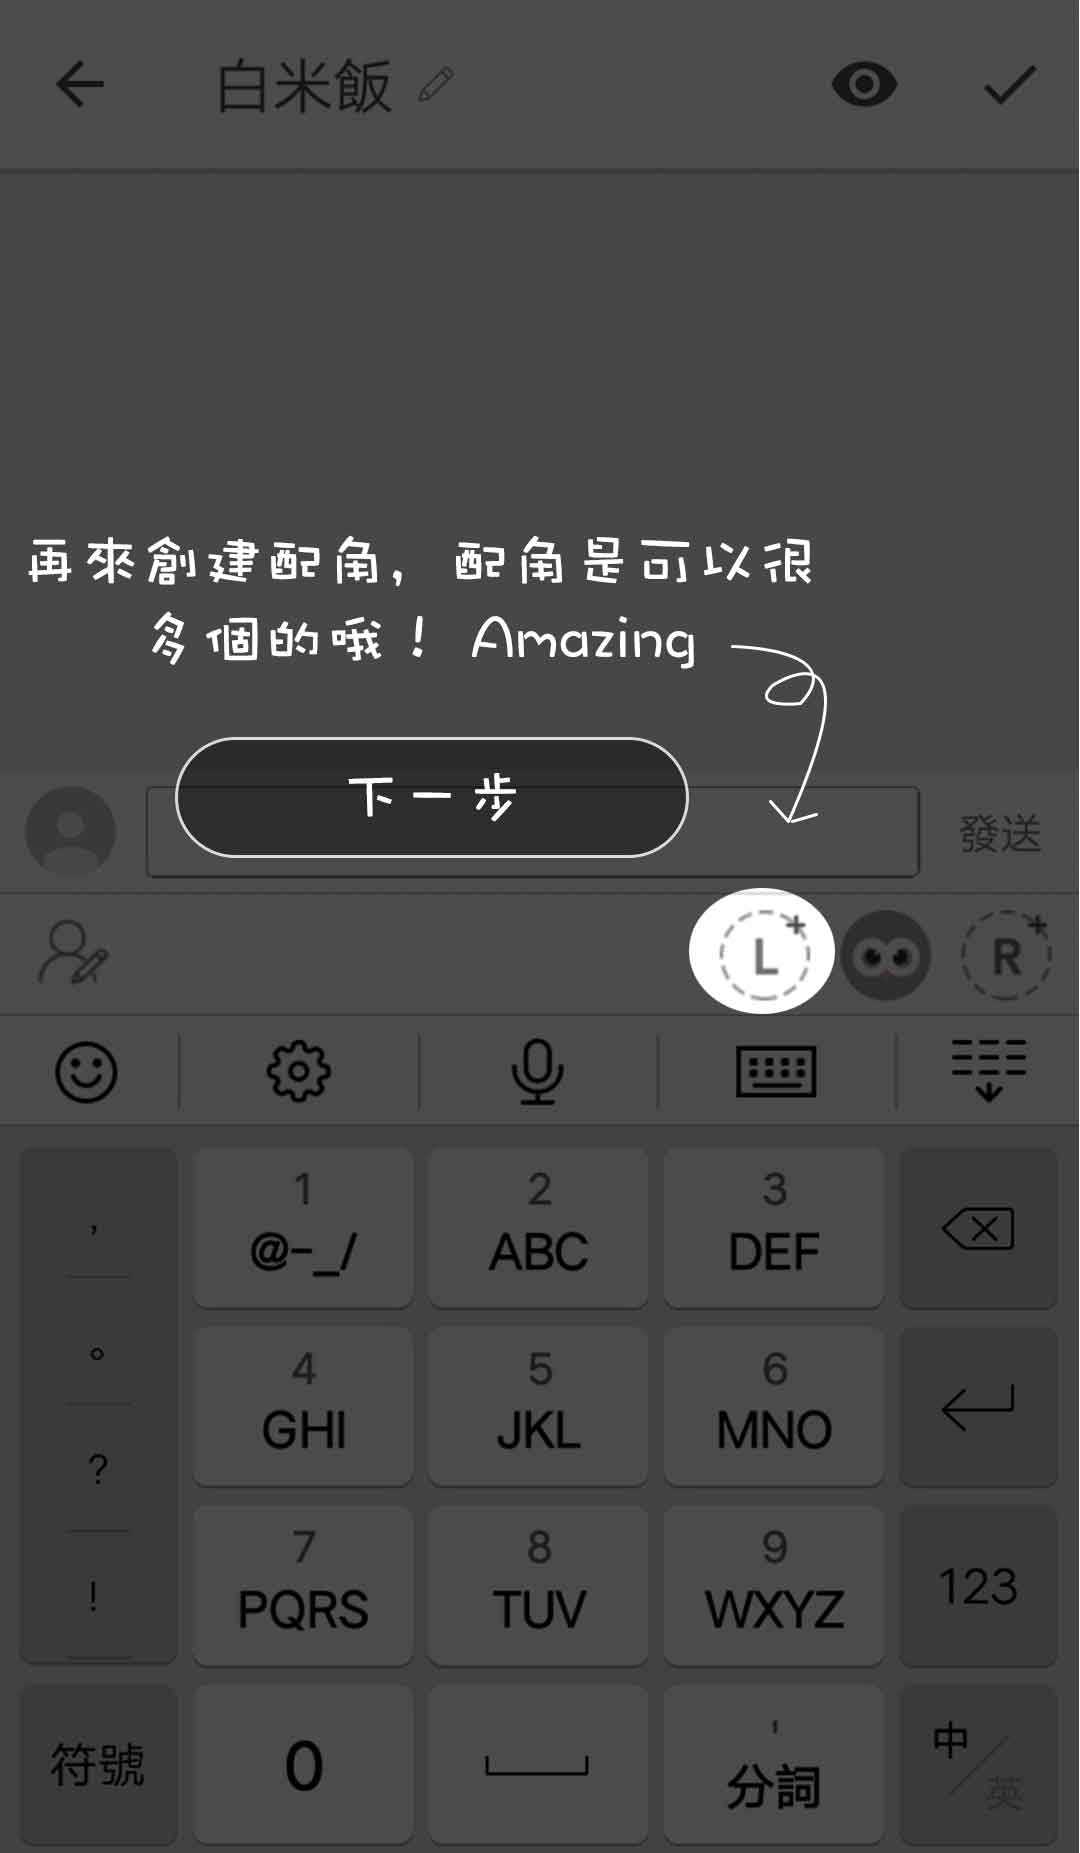 白米飯
再來創建配角，配角是可以很
多個的哦！Amazing
下一步
發送
L+
R+
，
。
?
!
1
@-_/
2
ABC
3
DEF
4
GHI
5
JKL
6
MNO
7
PQRS
8
TUV
9
WXYZ
123
符號
0
'
分詞
中/英